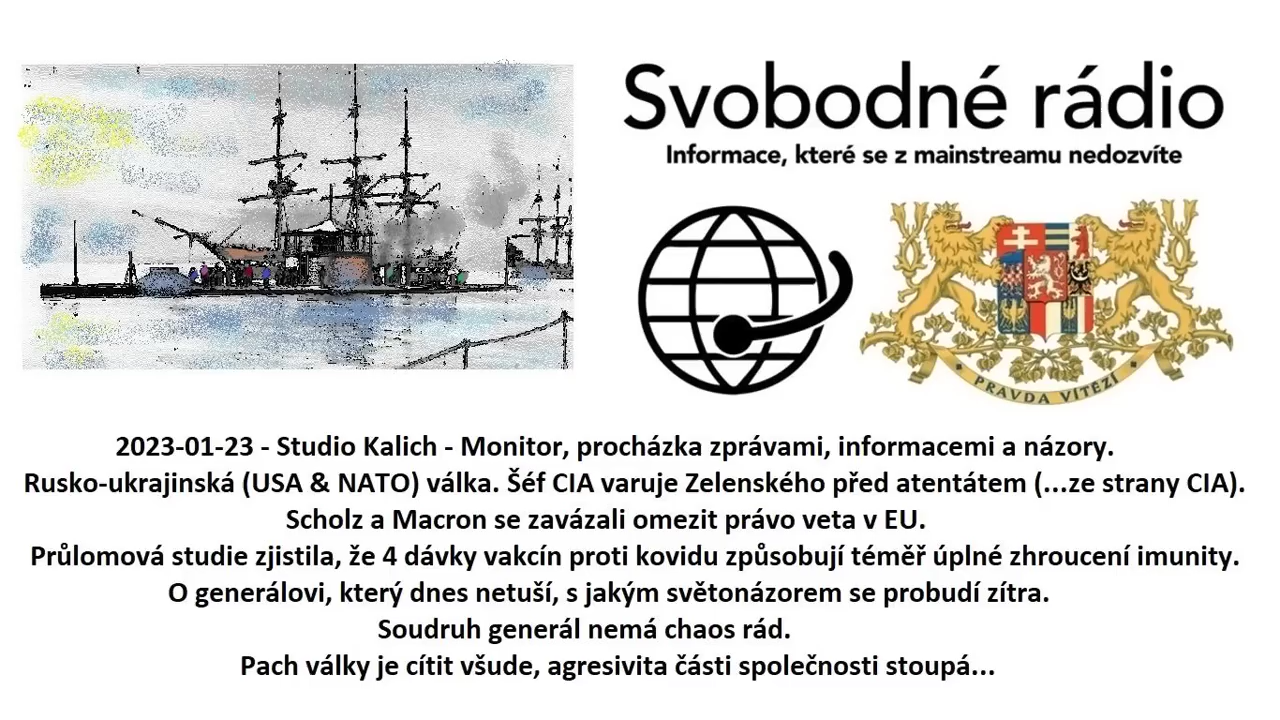 Svobodné rádio
Informace, které se z mainstreamu nedozvíte
PRAVDA VÍTĚZÍ
2023-01-23 - Studio Kalich - Monitor, procházka zprávami, informacemi a názory.
Rusko-ukrajinská (USA & NATO) válka. Šéf CIA varuje Zelenského před atentátem (...ze strany CIA).
Scholz a Macron se zavázali omezit právo veta v EU.
Průlomová studie zjistila, že 4 dávky vakcín proti kovidu způsobují téměř úplné zhroucení imunity.
O generálovi, který dnes netuší, s jakým světonázorem se probudí zítra.
Soudruh generál nemá chaos rád.
Pach války je cítit všude, agresivita části společnosti stoupá...